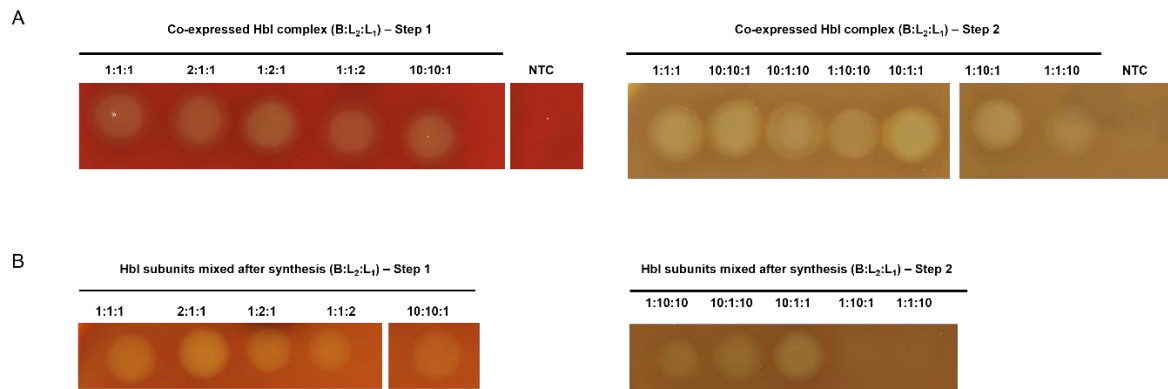 A
Co-expressed Hbl complex (B:L₂:L₁) – Step 1
1:1:1 2:1:1 1:2:1 1:1:2 10:10:1 NTC
Co-expressed Hbl complex (B:L₂:L₁) – Step 2
1:1:1 10:10:1 10:1:10 1:10:10 10:1:1 1:10:1 1:1:10 NTC
B
Hbl subunits mixed after synthesis (B:L₂:L₁) – Step 1
1:1:1 2:1:1 1:2:1 1:1:2 10:10:1
Hbl subunits mixed after synthesis (B:L₂:L₁) – Step 2
1:10:10 10:1:10 10:1:1 1:10:1 1:1:10